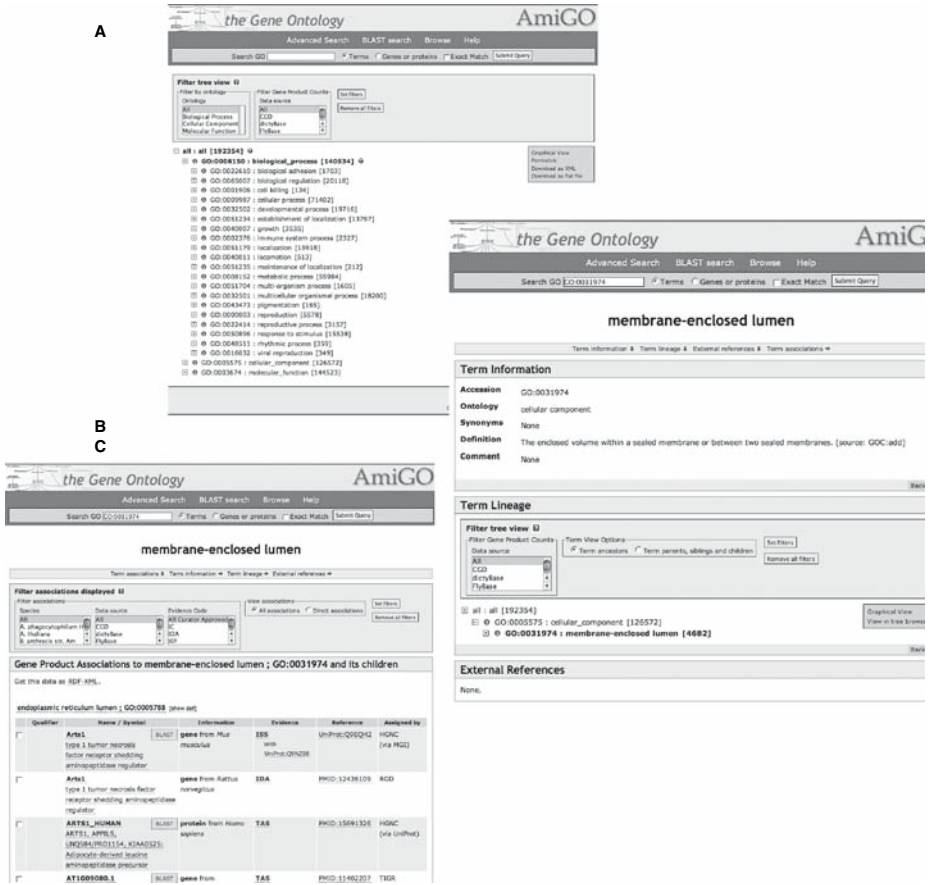 A
the Gene Ontology
AmiGO
Advanced Search BLAST search Browse Help
Search GO Terms Genes or proteins Exact Match Submit Query
Filter tree view
Filter by ontology
Ontology
All
Biological Process
Cellular Component
Molecular Function
Filter Gene Product Counts
Data source
All
CGD
dictyBase
FlyBase
Set filters
Remove all filters
all : all [192354]
GO:0008150 : biological_process [140934]
GO:0022610 : biological adhesion [1703]
GO:0065007 : biological regulation [20118]
GO:0001906 : cell killing [134]
GO:0009987 : cellular process [71402]
GO:0032502 : developmental process [19716]
GO:0051234 : establishment of localization [13797]
GO:0040007 : growth [3535]
GO:0002376 : immune system process [2327]
GO:0051179 : localization [15918]
GO:0040011 : locomotion [512]
GO:0051235 : maintenance of localization [212]
GO:0008152 : metabolic process [55984]
GO:0051704 : multi-organism process [1605]
GO:0032501 : multicellular organismal process [18200]
GO:0043473 : pigmentation [165]
GO:0000003 : reproduction [5578]
GO:0022414 : reproductive process [3157]
GO:0050896 : response to stimulus [15538]
GO:0048511 : rhythmic process [359]
GO:0016032 : viral reproduction [349]
GO:0005575 : cellular_component [126572]
GO:0003674 : molecular_function [144523]
Graphical View
Permalink
Download as XML
Download as flat file
B
the Gene Ontology
AmiG
Advanced Search BLAST search Browse Help
Search GO GO:0031974 Terms Genes or proteins Exact Match Submit Query
membrane-enclosed lumen
Term information Term lineage External references Term associations
Term Information
Accession GO:0031974
Ontology cellular component
Synonyms None
Definition The enclosed volume within a sealed membrane or between two sealed membranes. [source: GOC:add]
Comment None
Term Lineage
Filter tree view
Filter Gene Product Counts
Data source
All
CGD
dictyBase
FlyBase
Term View Options
Term ancestors Term parents, siblings and children
Set filters
Remove all filters
all : all [192354]
GO:0005575 : cellular_component [126572]
GO:0031974 : membrane-enclosed lumen [4682]
Graphical View
View in tree browser
External References
None.
C
the Gene Ontology
AmiGO
Advanced Search BLAST search Browse Help
Search GO GO:0031974 Terms Genes or proteins Exact Match Submit Query
membrane-enclosed lumen
Term associations Term information Term lineage External references
Filter associations displayed
Filter associations
Species
All
A. phagocytophilum
A. thaliana
B. anthracis str. Am
Data source
All
CGD
dictyBase
FlyBase
Evidence Code
All Curator Approved
IC
IDA
IEP
View associations
All associations Direct associations
Set filters
Remove all filters
Gene Product Associations to membrane-enclosed lumen ; GO:0031974 and its children
Get this data as RDF-XML.
endoplasmic reticulum lumen ; GO:0005788 [show def]
Qualifier Name / Symbol Information Evidence Reference Assigned by
Arts1 BLAST gene from Mus musculus ISS
type 1 tumor necrosis factor receptor shedding aminopeptidase regulator
With
HGNC (via MGI)
Arts1 gene from Rattus norvegicus IDA PMID:12436109 RGD
type 1 tumor necrosis factor receptor shedding aminopeptidase regulator
ARTS1_HUMAN BLAST protein from Homo sapiens TAS PMID:15691326 HGNC (via UniProt)
ARTS1, APPILS, UNQ584/PRO1154, KIAA0525:
Adipocyte-derived leucine aminopeptidase precursor
AT1G09080.1 BLAST gene from TAS PMID:11402207 TIGR